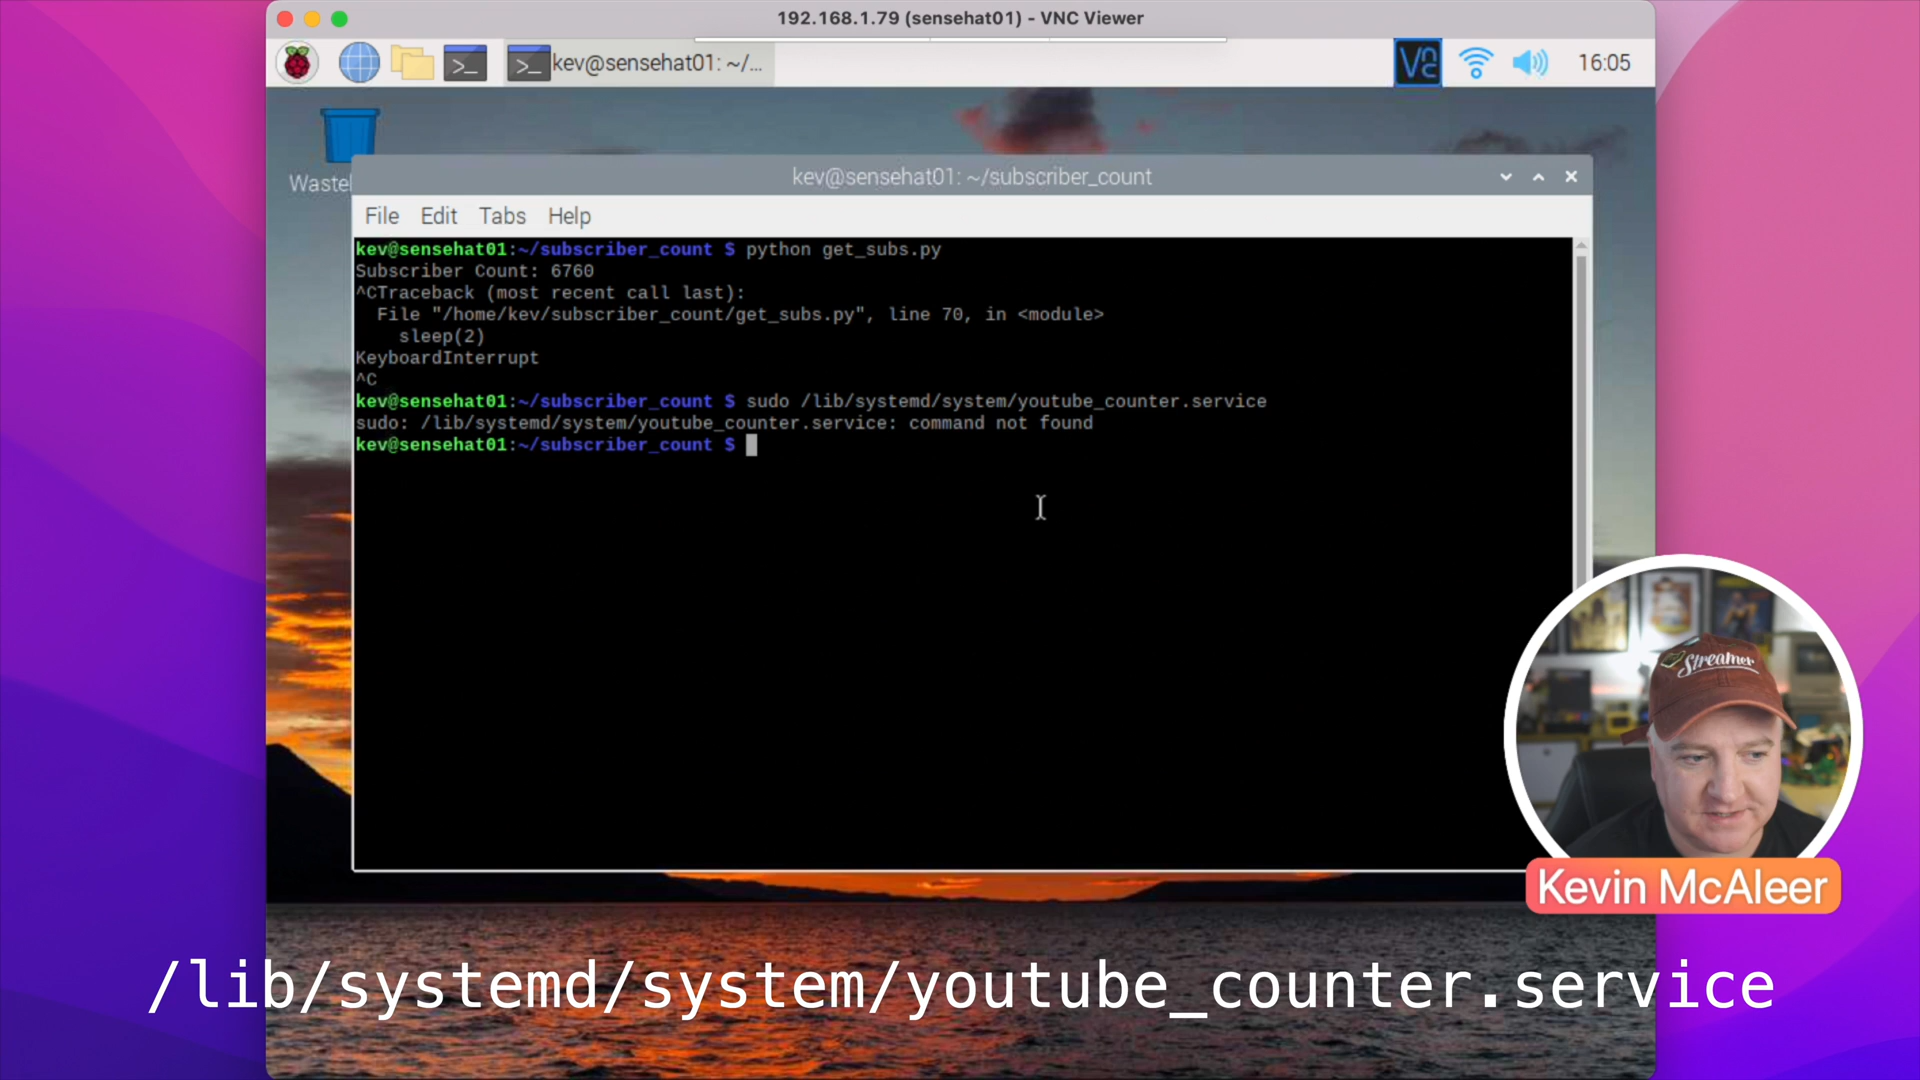 192.168.1.79 (sensehat01) - VNC Viewer
kev@sensehat01: ~/...
16:05
kev@sensehat01: ~/subscriber_count
File Edit Tabs Help
kev@sensehat01:~/subscriber_count $ python get_subs.py
Subscriber Count: 6760
^CTraceback (most recent call last):
File "/home/kev/subscriber_count/get_subs.py", line 70, in <module>
sleep(2)
KeyboardInterrupt
^C
kev@sensehat01:~/subscriber_count $ sudo /lib/systemd/system/youtube_counter.service
sudo: /lib/systemd/system/youtube_counter.service: command not found
kev@sensehat01:~/subscriber_count $
Streamer
Kevin McAleer
/lib/systemd/system/youtube_counter.service